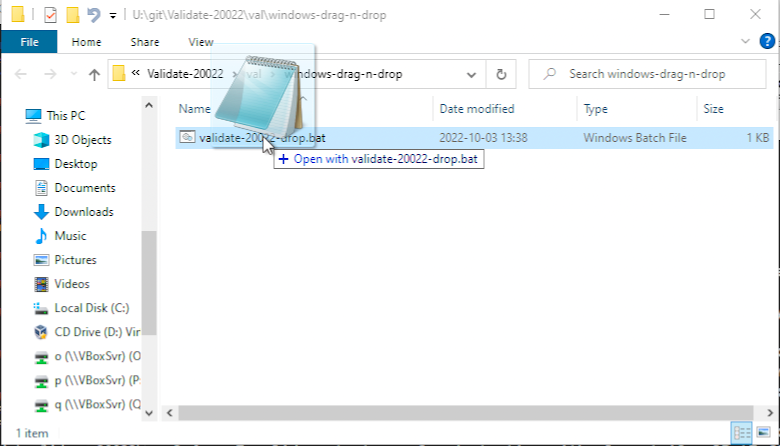 U:\git\Validate-20022\val\windows-drag-n-drop
File Home Share View
« Validate-20022 > val > windows-drag-n-drop
Search windows-drag-n-drop
Name Date modified Type Size
validate-20022-drop.bat 2022-10-03 13:38 Windows Batch File 1 KB
+ Open with validate-20022-drop.bat
This PC
3D Objects
Desktop
Documents
Downloads
Music
Pictures
Videos
Local Disk (C:)
CD Drive (D:) Vir
o (\\VBoxSvr) (O
p (\\VBoxSvr) (P:
q (\\VBoxSvr) (Q
1 item